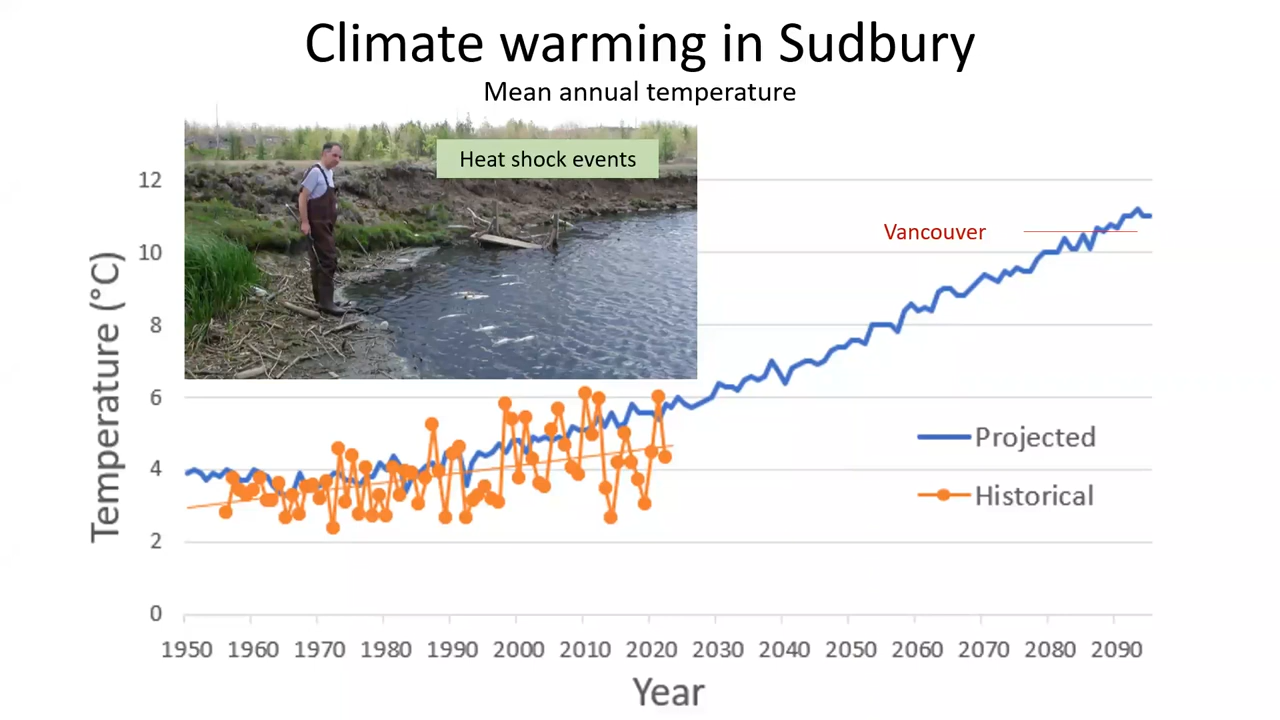 Climate warming in Sudbury
Mean annual temperature
Heat shock events
12
10
8
6
4
2
0
Temperature (°C)
Vancouver
Projected
Historical
1950 1960 1970 1980 1990 2000 2010 2020 2030 2040 2050 2060 2070 2080 2090
Year